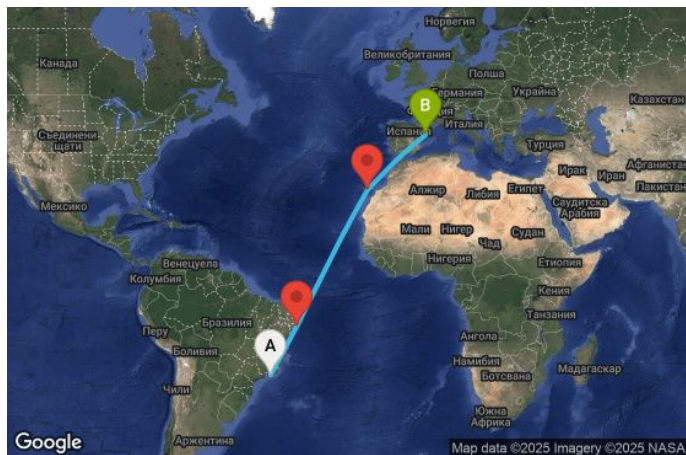 Норвегия
Канада
Великобритания
Полша
Германия
Украйна
Казахстан
B
Испания
Италия
Съединени
щати
Турция
Ирак
Афганистан
Иран
Пакистан
Алжир
Либия
Египет
Саудитска
Арабия
Мексико
Мали
Нигер
Судан
Чад
Венецуела
Нигерия
Етиопия
Колумбия
Кения
Бразилия
Танзания
Перу
A
Ангола
Боливия
Намибия
Мадагаскар
Ботсвана
Чили
Южна
Африка
Аржентина
Google
Map data ©2025 Imagery ©2025 NASA